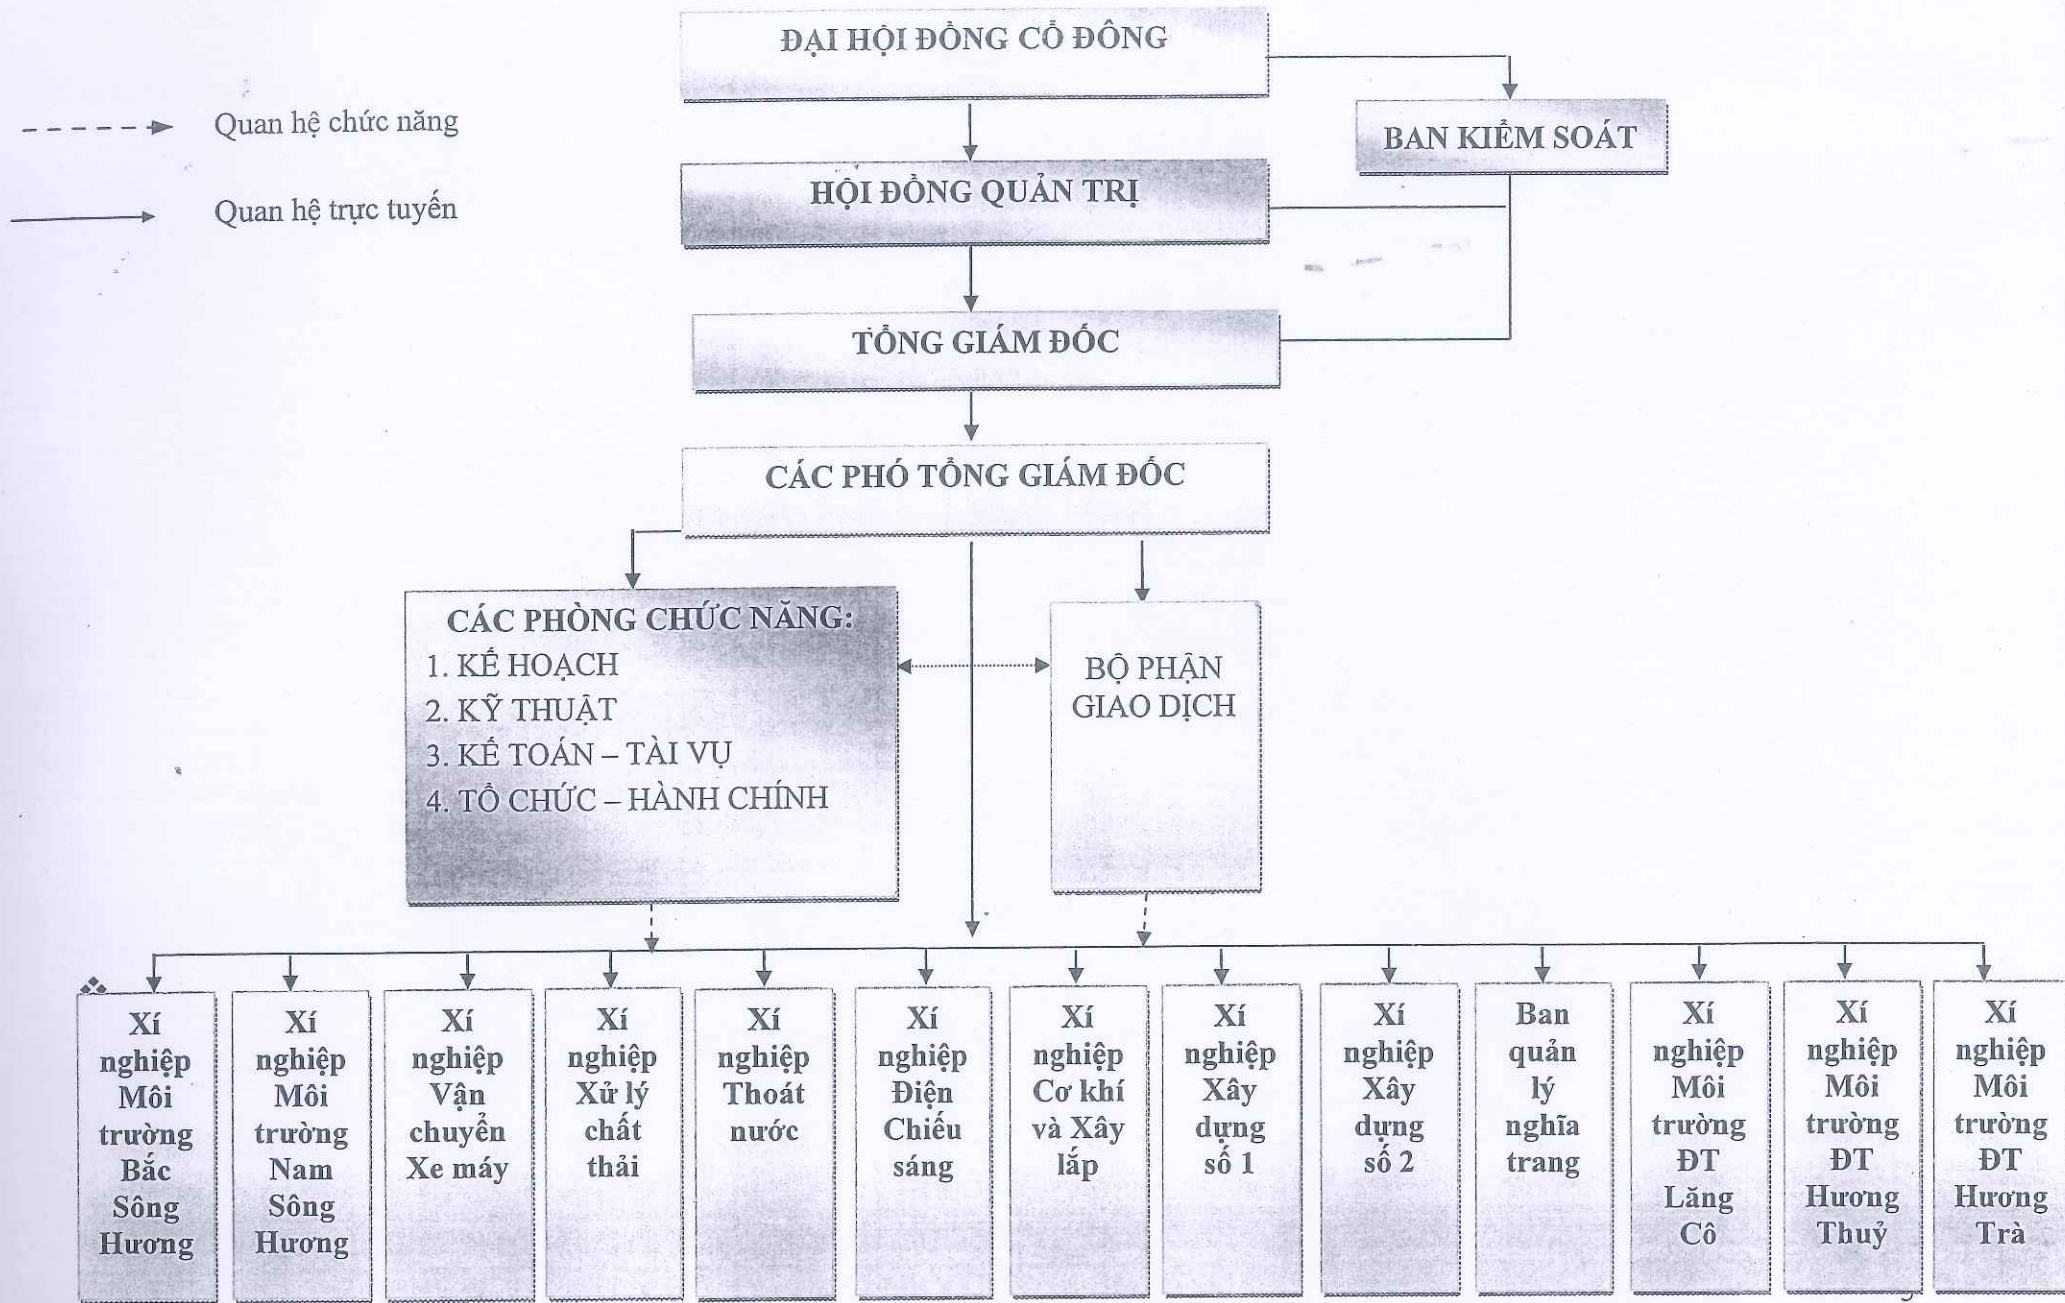 ĐẠI HỘI ĐỒNG CỔ ĐÔNG
Quan hệ chức năng
BAN KIỂM SOÁT
HỘI ĐỒNG QUẢN TRỊ
Quan hệ trực tuyến
TỔNG GIÁM ĐỐC
CÁC PHÓ TỔNG GIÁM ĐỐC
CÁC PHÒNG CHỨC NĂNG:
1. KẾ HOẠCH
2. KỸ THUẬT
3. KẾ TOÁN – TÀI VỤ
4. TỔ CHỨC – HÀNH CHÍNH
BỘ PHẬN
GIAO DỊCH
Xí
nghiệp
Môi
trường
Bắc
Sông
Hương
Xí
nghiệp
Môi
trường
Nam
Sông
Hương
Xí
nghiệp
Vận
chuyển
Xe máy
Xí
nghiệp
Xử lý
chất
thải
Xí
nghiệp
Thoát
nước
Xí
nghiệp
Điện
Chiếu
sáng
Xí
nghiệp
Cơ khí
và Xây
lắp
Xí
nghiệp
Xây
dựng
số 1
Xí
nghiệp
Xây
dựng
số 2
Ban
quản
lý
nghĩa
trang
Xí
nghiệp
Môi
trường
ĐT
Lăng
Cô
Xí
nghiệp
Môi
trường
ĐT
Hương
Thuỷ
Xí
nghiệp
Môi
trường
ĐT
Hương
Trà